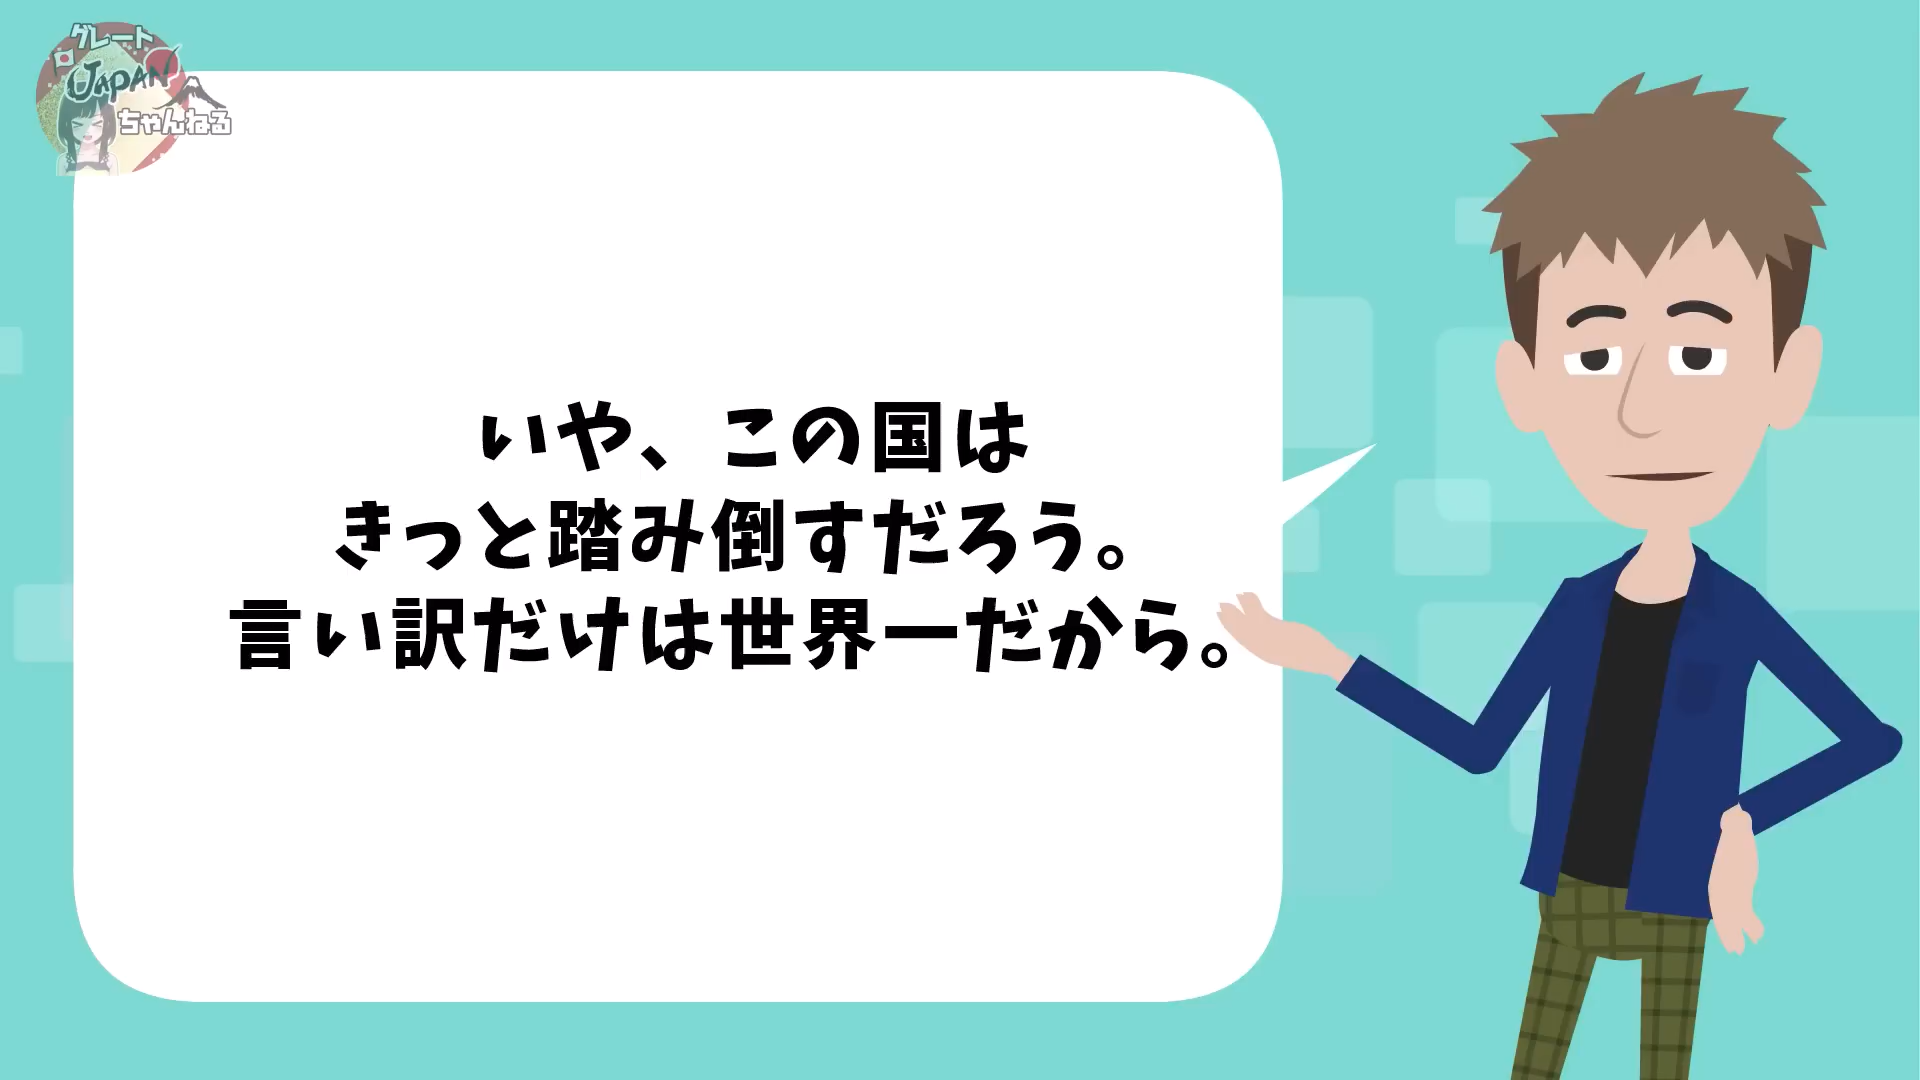 グレート
JAPAN
ちゃんねる
いや、この国は
きっと踏み倒すだろう。
言い訳だけは世界一だから。